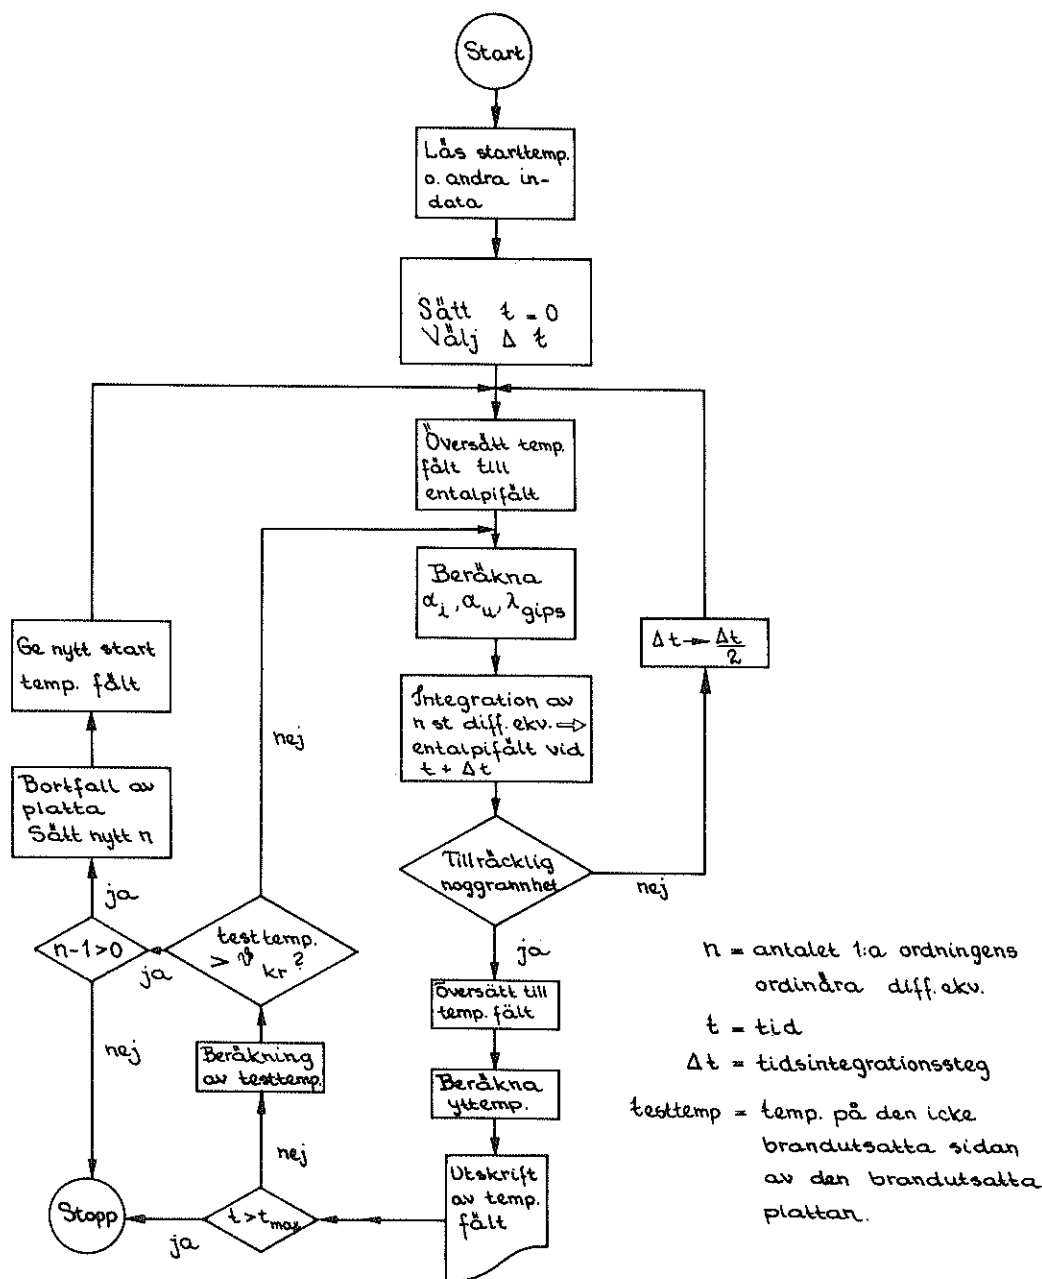 Start
Läs starttemp.
o. andra in-
data
Sätt t = 0
Välj Δ t
Översätt temp.
fält till
entalpifält
Beräkna
α_i, α_u, λ_gips
Δt → Δt/2
Ge nytt start
temp. fält
Integration av
n st diff. ekv. ⇒
entalpifält vid
t + Δt
nej
Bortfall av
platta
Sätt nytt n
Tillräcklig
noggrannhet
nej
ja
n-1>0
ja
testtemp.
> ϑ_kr ?
ja
nej
Översätt till
temp. fält
Beräkning
av testtemp.
Beräkna
yttemp.
nej
Utskrift
av temp.
fält
t > t_max
ja
Stopp
n = antalet 1:a ordningens
ordinära diff. ekv.
t = tid
Δt = tidsintegrationssteg
testtemp = temp. på den icke
brandutsatta sidan
av den brandutsatta
plattan.